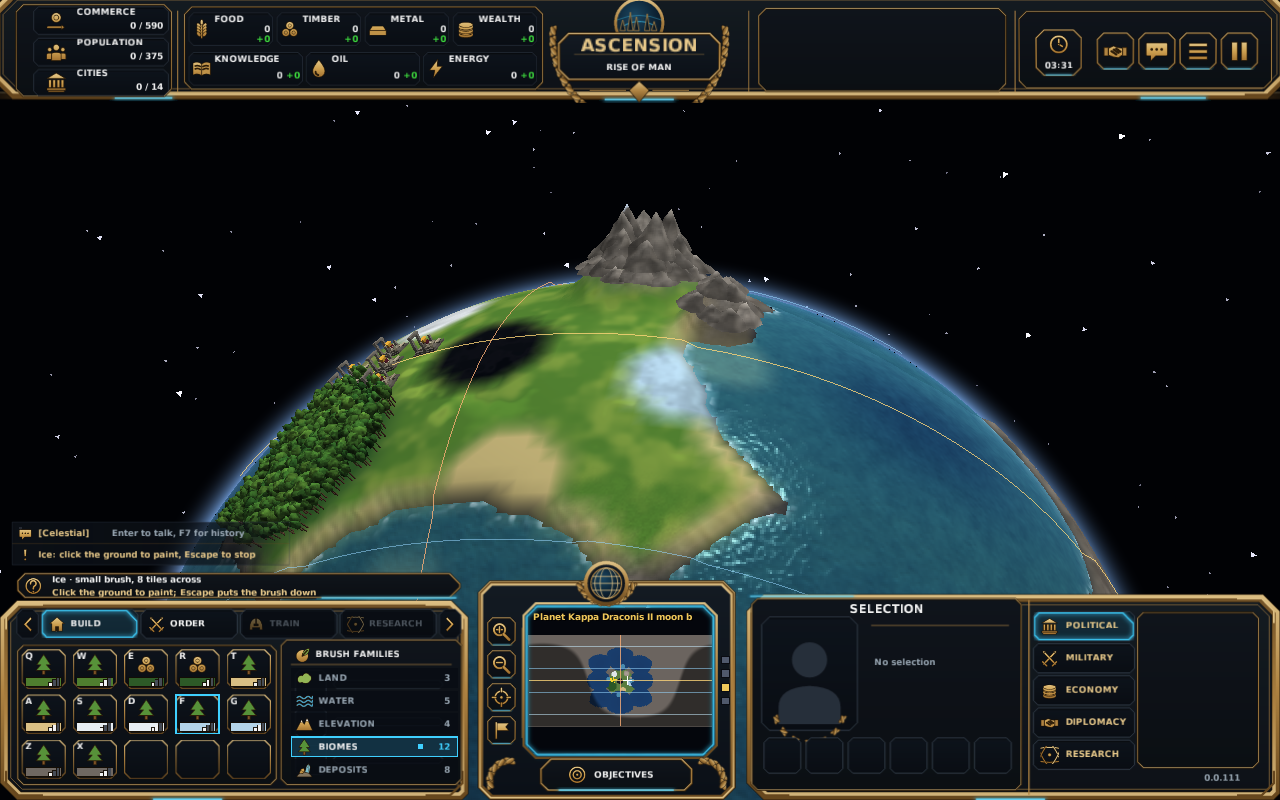 COMMERCE
0 / 590
POPULATION
0 / 375
CITIES
0 / 14
FOOD
0
+0
TIMBER
0
+0
METAL
0
+0
WEALTH
0
+0
KNOWLEDGE
0 +0
OIL
0 +0
ENERGY
0 +0
ASCENSION
RISE OF MAN
03:31
[Celestial] Enter to talk, F7 for history
! Ice: click the ground to paint, Escape to stop
? Ice - small brush, 8 tiles across
Click the ground to paint; Escape puts the brush down
BUILD
ORDER
TRAIN
RESEARCH
Q W E R T
A S D F G
Z X
BRUSH FAMILIES
LAND 3
WATER 5
ELEVATION 4
BIOMES 12
DEPOSITS 8
Planet Kappa Draconis II moon b
OBJECTIVES
SELECTION
No selection
POLITICAL
MILITARY
ECONOMY
DIPLOMACY
RESEARCH
0.0.111